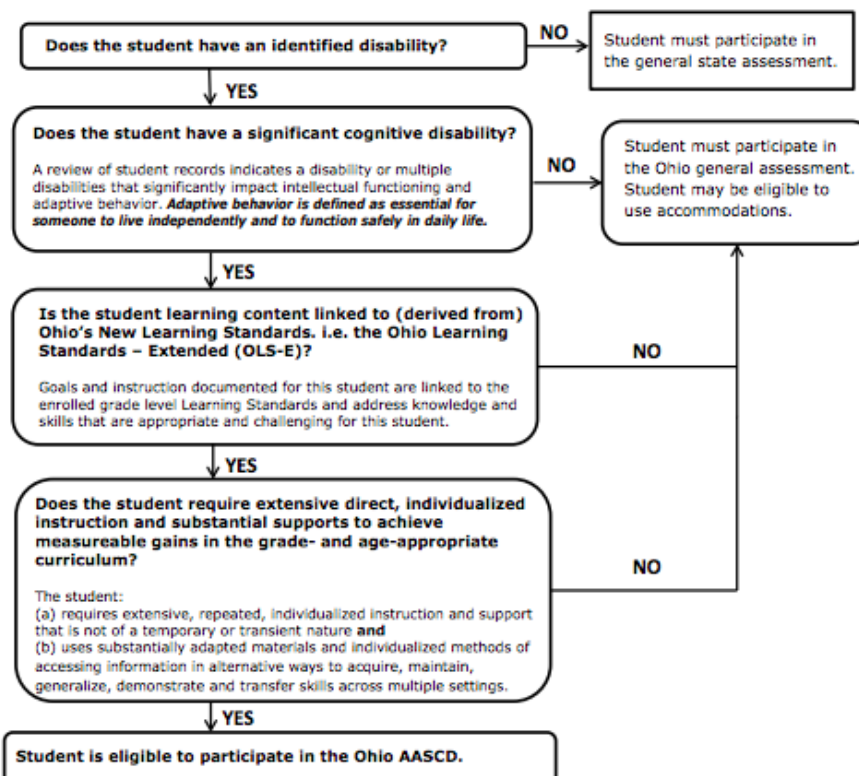 Does the student have an identified disability?
NO
Student must participate in
the general state assessment.
YES
Does the student have a significant cognitive disability?
A review of student records indicates a disability or multiple
disabilities that significantly impact intellectual functioning and
adaptive behavior. Adaptive behavior is defined as essential for
someone to live independently and to function safely in daily life.
NO
Student must participate in
the Ohio general assessment.
Student may be eligible to
use accommodations.
YES
Is the student learning content linked to (derived from)
Ohio's New Learning Standards. i.e. the Ohio Learning
Standards – Extended (OLS-E)?
Goals and instruction documented for this student are linked to the
enrolled grade level Learning Standards and address knowledge and
skills that are appropriate and challenging for this student.
NO
YES
Does the student require extensive direct, individualized
instruction and substantial supports to achieve
measureable gains in the grade- and age-appropriate
curriculum?
The student:
(a) requires extensive, repeated, individualized instruction and support
that is not of a temporary or transient nature and
(b) uses substantially adapted materials and individualized methods of
accessing information in alternative ways to acquire, maintain,
generalize, demonstrate and transfer skills across multiple settings.
NO
YES
Student is eligible to participate in the Ohio AASCD.